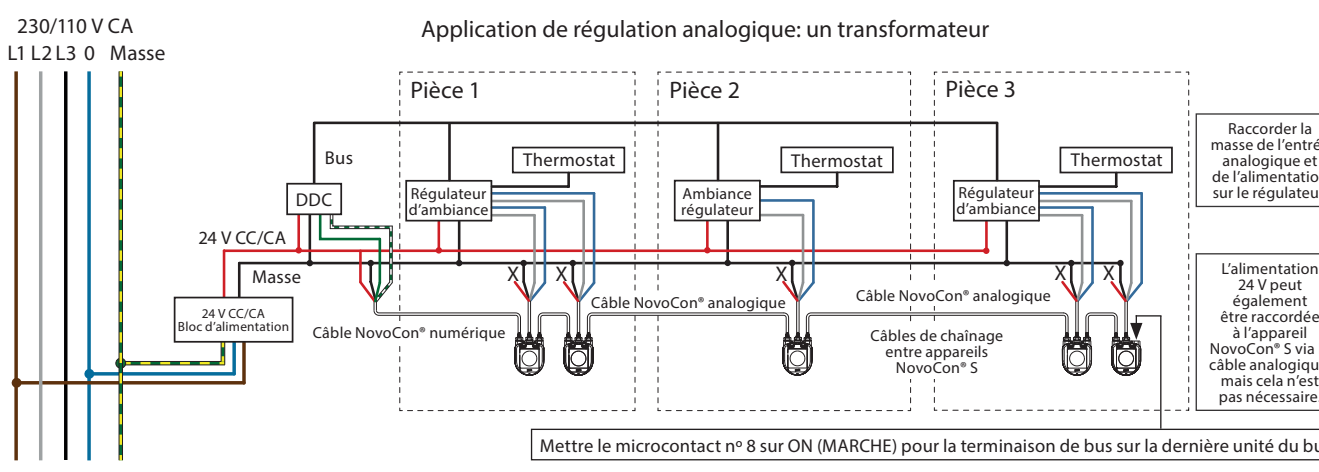 230/110 V CA
L1 L2 L3 0 Masse
Application de régulation analogique: un transformateur
Pièce 1
Pièce 2
Pièce 3
Bus
DDC
24 V CC/CA
Masse
24 V CC/CA
Bloc d'alimentation
Thermostat
Régulateur
d'ambiance
Thermostat
Ambiance
régulateur
Thermostat
Régulateur
d'ambiance
X
X
X
X
X
Câble NovoCon® numérique
Câble NovoCon® analogique
Câble NovoCon® analogique
Câbles de chaînage
entre appareils
NovoCon® S
Raccorder la
masse de l'entré
analogique et
de l'alimentatio
sur le régulateu
L'alimentation
24 V peut
également
être raccordée
à l'appareil
NovoCon® S via
câble analogiqu
mais cela n'est
pas nécessaire
Mettre le microcontact nº 8 sur ON (MARCHE) pour la terminaison de bus sur la dernière unité du bu